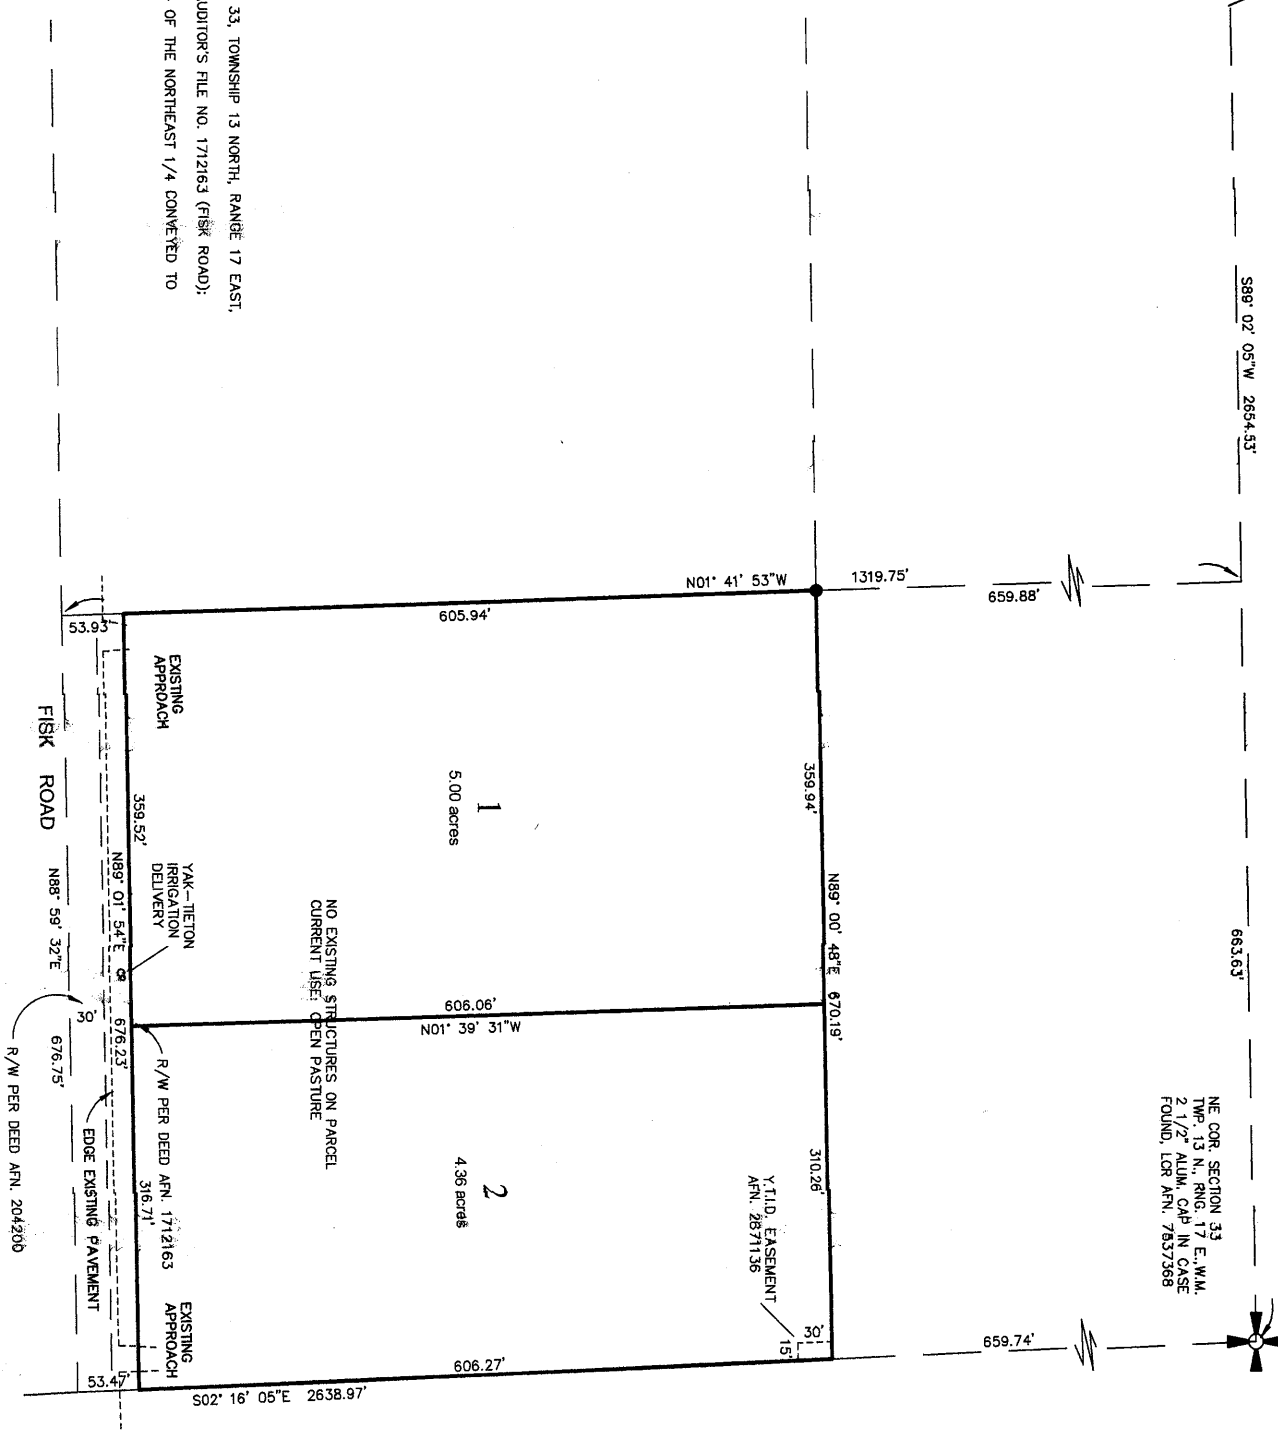 33, TOWNSHIP 13 NORTH, RANGE 17 EAST,
AUDITOR'S FILE NO. 1712163 (FISK ROAD);
OF THE NORTHEAST 1/4 CONVEYED TO
S89° 02' 05"W 2654.53'
663.63'
NE COR. SECTION 33
TWP. 13 N., RNG. 17 E.,W.M.
2 1/2" ALUM. CAP IN CASE
FOUND, LCR AFN. 7837368
N01° 41' 53"W
1319.75'
659.88'
605.94'
53.93'
359.94'
N89° 00' 48"E 670.19'
310.26'
EXISTING
APPROACH
1
5.00 acres
YAK-TIETON
IRRIGATION
DELIVERY
NO EXISTING STRUCTURES ON PARCEL
CURRENT USE: OPEN PASTURE
606.06'
N01° 39' 31"W
2
4.36 acres
Y.T.I.D. EASEMENT
AFN. 2871136
30'
15'
659.74'
606.27'
S02° 16' 05"E 2638.97'
53.47'
359.52'
N89° 01' 54"E
676.23'
316.71'
R/W PER DEED AFN. 1712163
EXISTING
APPROACH
EDGE EXISTING PAVEMENT
FISK ROAD
N88° 59' 32"E
676.75'
30'
R/W PER DEED AFN. 204200